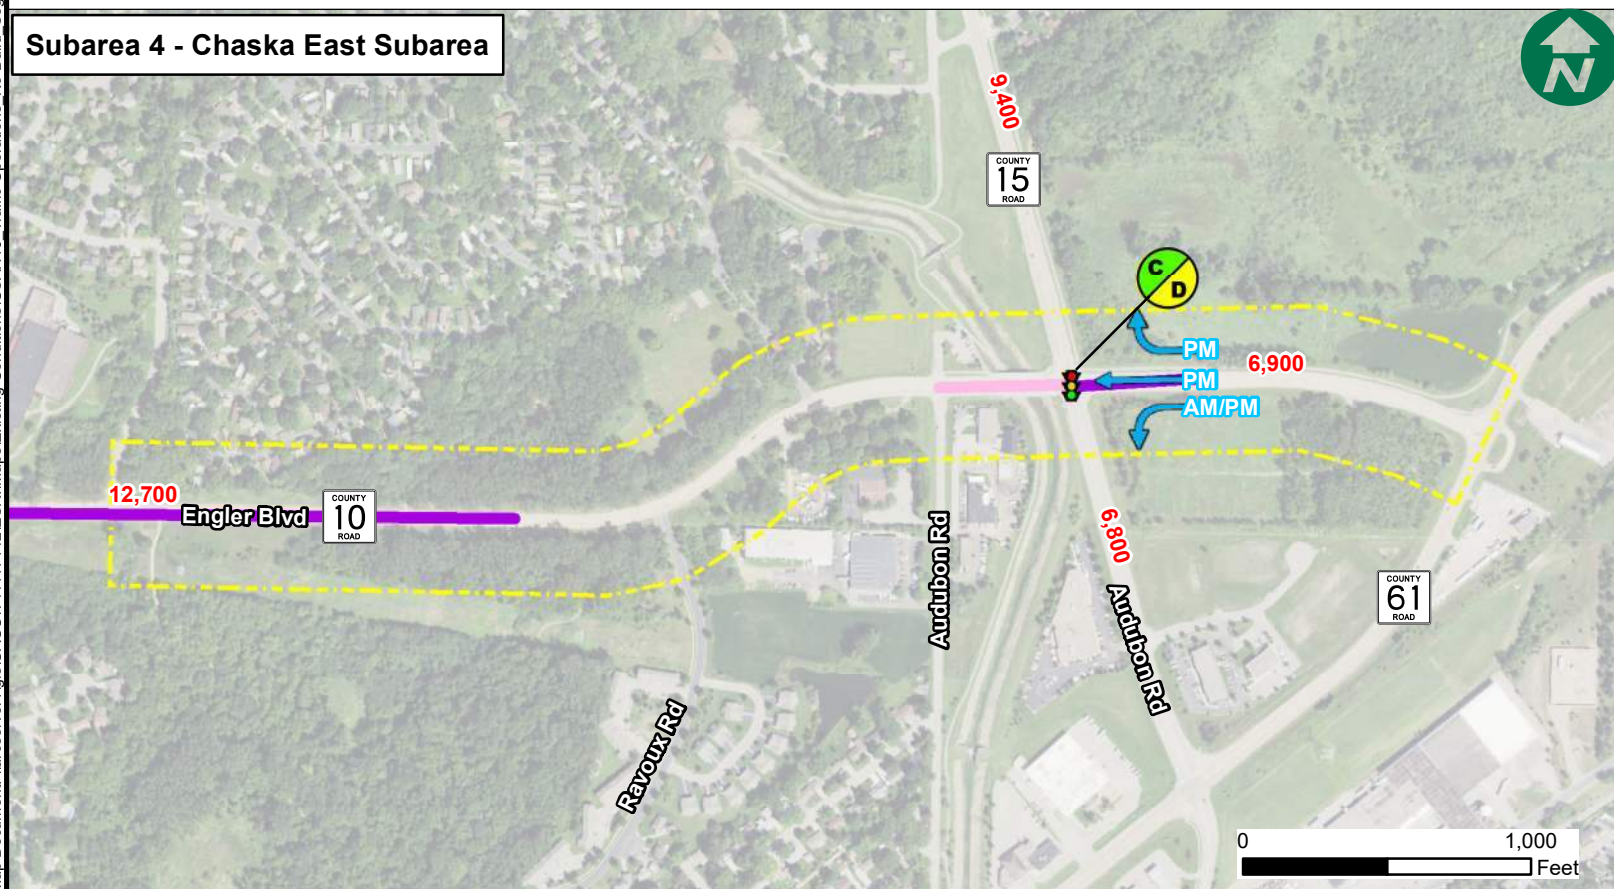 Subarea 4 - Chaska East Subarea
N
9,400
COUNTY
15
ROAD
C
D
PM
6,900
PM
AM/PM
12,700
Engler Blvd
COUNTY
10
ROAD
6,800
Audubon Rd
Audubon Rd
COUNTY
61
ROAD
Ravoux Rd
0 1,000
Feet